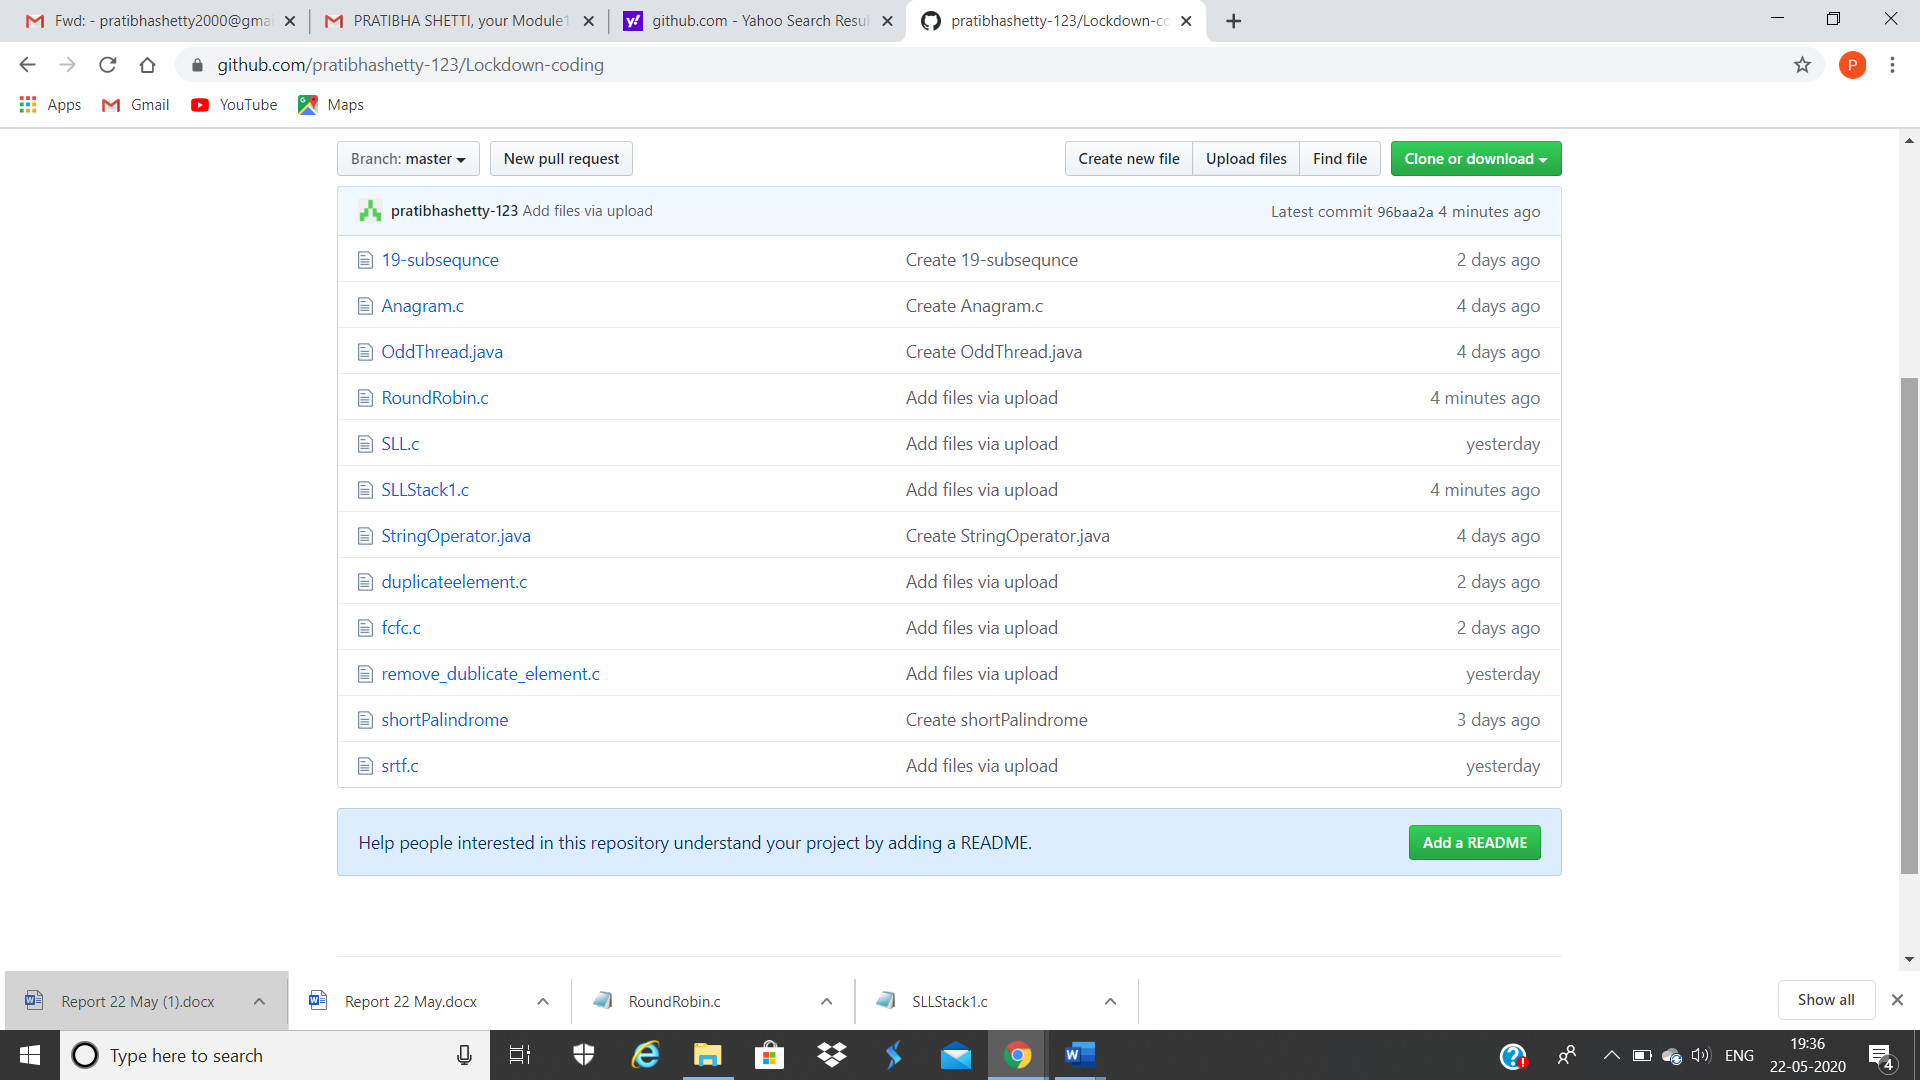 Fwd: - pratibhashetty2000@gmai
PRATIBHA SHETTI, your Module1
github.com - Yahoo Search Resul
pratibhashetty-123/Lockdown-co
github.com/pratibhashetty-123/Lockdown-coding
P
Apps Gmail YouTube Maps
Branch: master New pull request Create new file Upload files Find file Clone or download
pratibhashetty-123 Add files via upload Latest commit 96baa2a 4 minutes ago
19-subsequnce Create 19-subsequnce 2 days ago
Anagram.c Create Anagram.c 4 days ago
OddThread.java Create OddThread.java 4 days ago
RoundRobin.c Add files via upload 4 minutes ago
SLL.c Add files via upload yesterday
SLLStack1.c Add files via upload 4 minutes ago
StringOperator.java Create StringOperator.java 4 days ago
duplicateelement.c Add files via upload 2 days ago
fcfc.c Add files via upload 2 days ago
remove_dublicate_element.c Add files via upload yesterday
shortPalindrome Create shortPalindrome 3 days ago
srtf.c Add files via upload yesterday
Help people interested in this repository understand your project by adding a README. Add a README
Report 22 May (1).docx Report 22 May.docx RoundRobin.c SLLStack1.c Show all
Type here to search ENG 19:36
22-05-2020
4